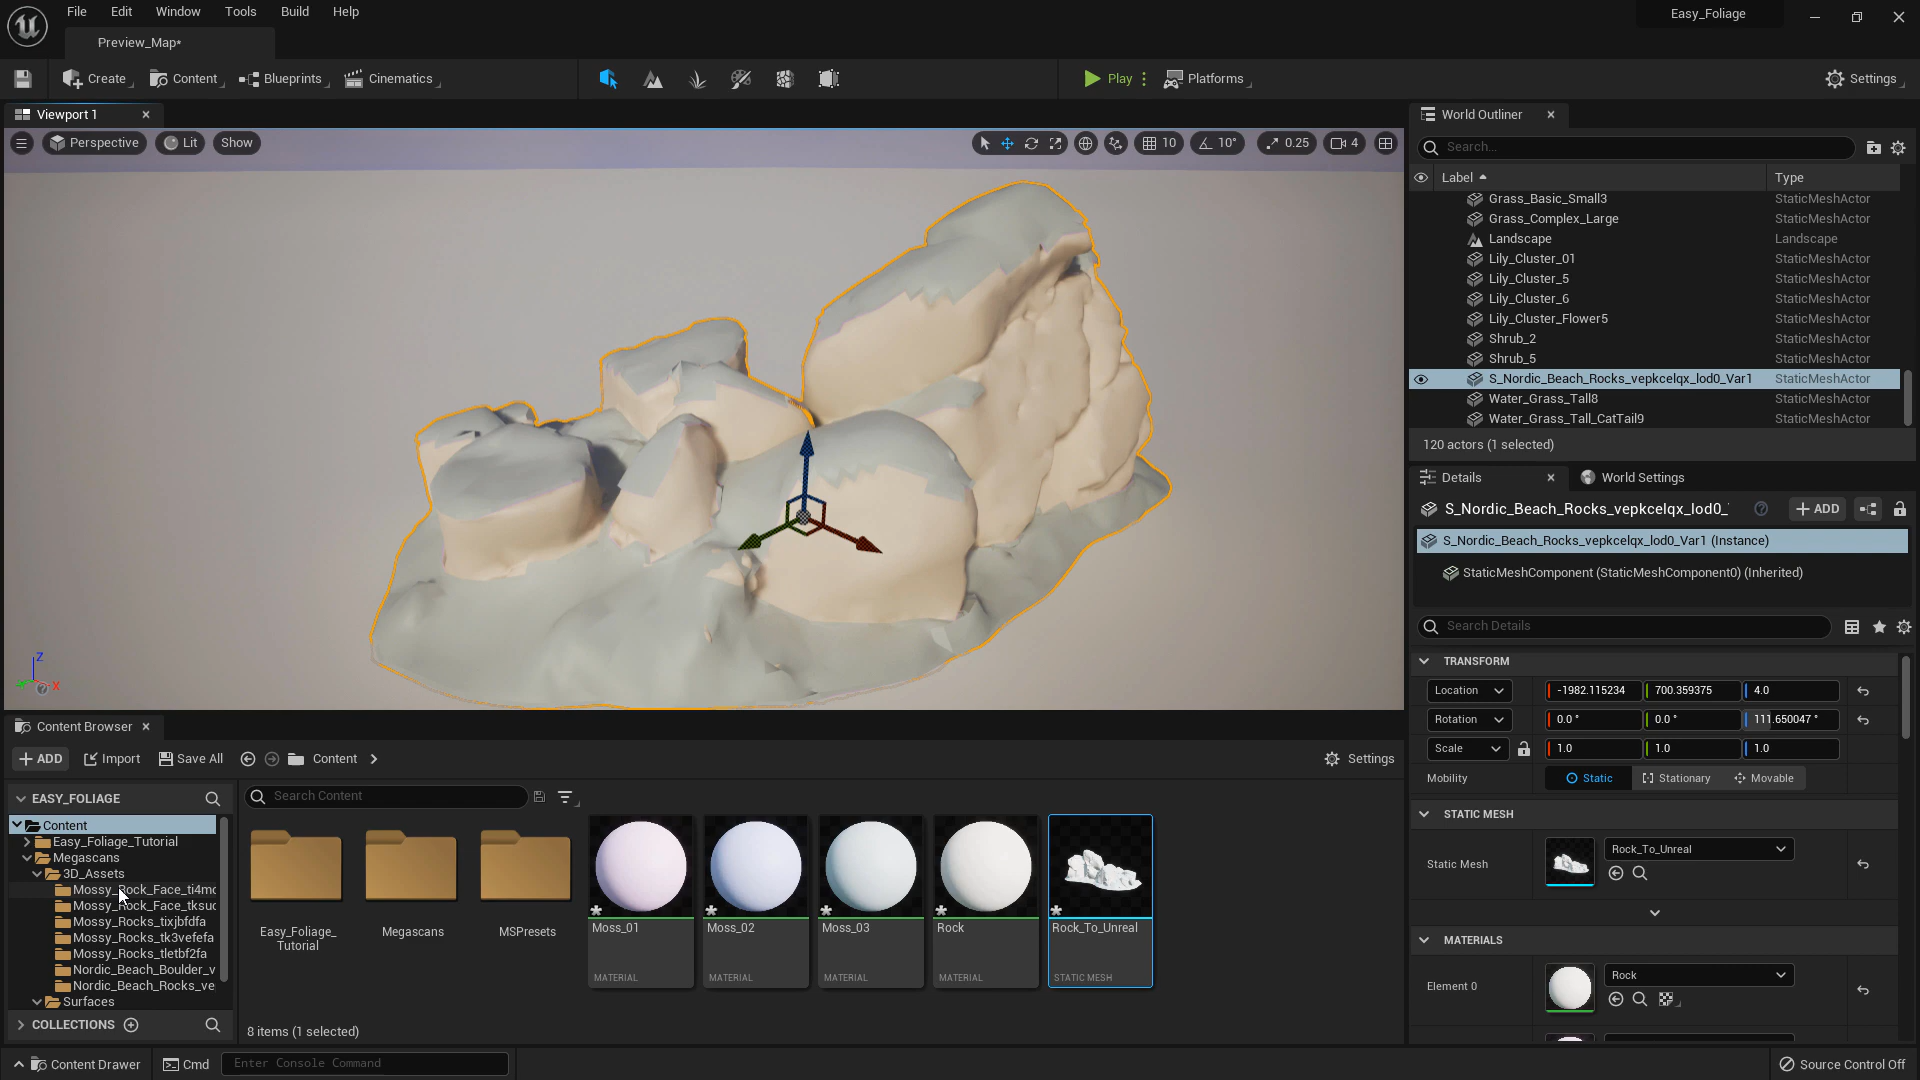 File Edit Window Tools Build Help
Easy_Foliage
Preview_Map*
Create Content Blueprints Cinematics
Play Platforms Settings
Viewport 1
Perspective Lit Show
10 10° 0.25 4
Z
X
World Outliner
Search...
Label Type
Grass_Basic_Small3 StaticMeshActor
Grass_Complex_Large StaticMeshActor
Landscape Landscape
Lily_Cluster_01 StaticMeshActor
Lily_Cluster_5 StaticMeshActor
Lily_Cluster_6 StaticMeshActor
Lily_Cluster_Flower5 StaticMeshActor
Shrub_2 StaticMeshActor
Shrub_5 StaticMeshActor
S_Nordic_Beach_Rocks_vepkcelqx_lod0_Var1 StaticMeshActor
Water_Grass_Tall8 StaticMeshActor
Water_Grass_Tall_CatTail9 StaticMeshActor
120 actors (1 selected)
Details World Settings
S_Nordic_Beach_Rocks_vepkcelqx_lod0_ ADD
S_Nordic_Beach_Rocks_vepkcelqx_lod0_Var1 (Instance)
StaticMeshComponent (StaticMeshComponent0) (Inherited)
Search Details
TRANSFORM
Location -1982.115234 700.359375 4.0
Rotation 0.0 ° 0.0 ° 111.650047 °
Scale 1.0 1.0 1.0
Mobility Static Stationary Movable
STATIC MESH
Static Mesh Rock_To_Unreal
MATERIALS
Element 0 Rock
Content Browser
ADD Import Save All Content Settings
EASY_FOLIAGE
Content
Easy_Foliage_Tutorial
Megascans
3D_Assets
Mossy_Rock_Face_ti4mc
Mossy_Rock_Face_tksuc
Mossy_Rocks_tixjbfdfa
Mossy_Rocks_tk3vefefa
Mossy_Rocks_tletbf2fa
Nordic_Beach_Boulder_v
Nordic_Beach_Rocks_ve
Surfaces
COLLECTIONS
Search Content
Easy_Foliage_
Tutorial
Megascans
MSPresets
Moss_01
MATERIAL
Moss_02
MATERIAL
Moss_03
MATERIAL
Rock
MATERIAL
Rock_To_Unreal
STATIC MESH
8 items (1 selected)
Content Drawer Cmd Enter Console Command
Source Control Off